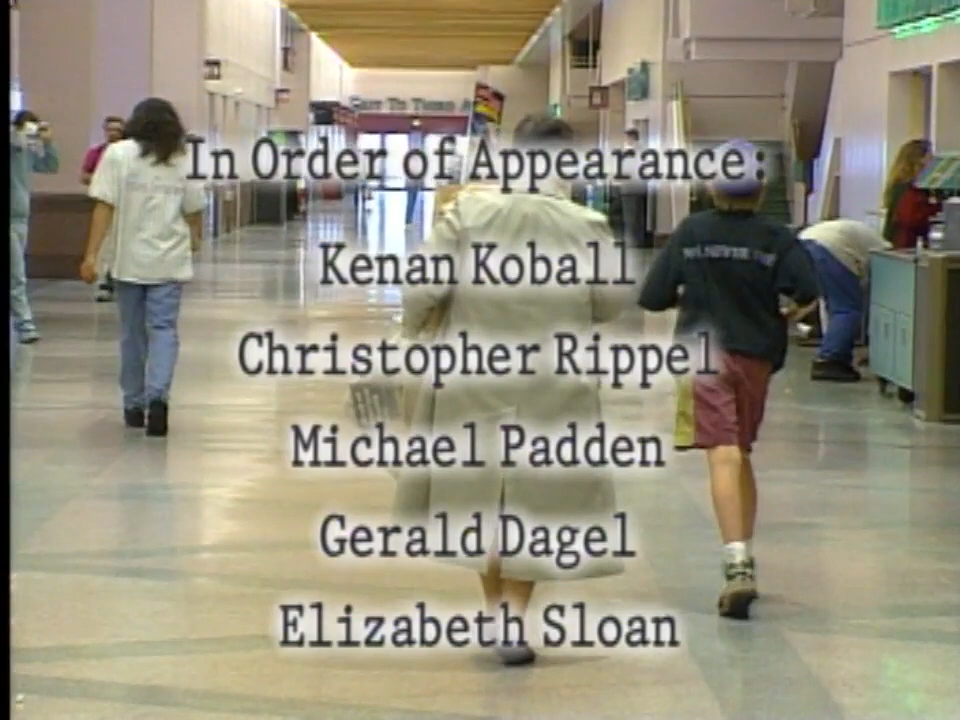 In Order of Appearance:
Kenan Koball
Christopher Rippel
Michael Padden
Gerald Dagel
Elizabeth Sloan